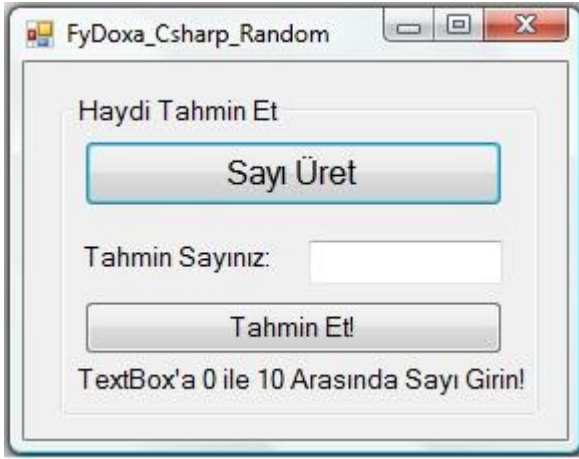 FyDoxa_Csharp_Random
Haydi Tahmin Et
Sayı Üret
Tahmin Sayınız:
Tahmin Et!
TextBox'a 0 ile 10 Arasında Sayı Girin!